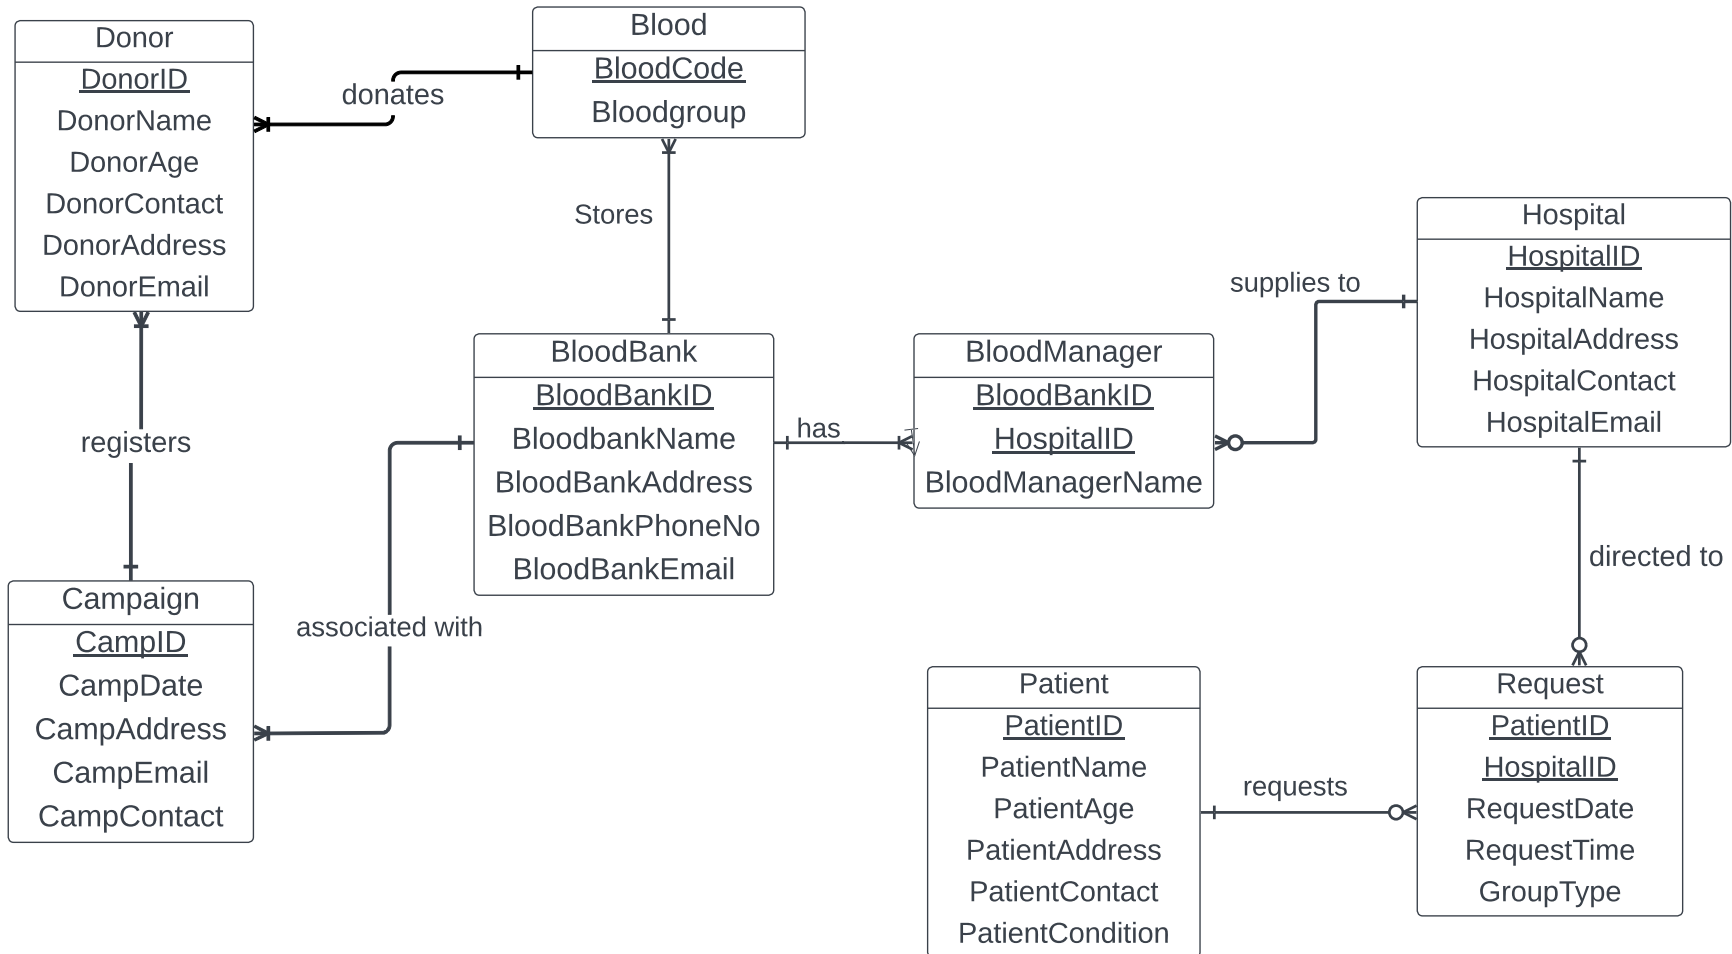 Donor
DonorID
DonorName
DonorAge
DonorContact
DonorAddress
DonorEmail
donates
Blood
BloodCode
Bloodgroup
Stores
registers
Campaign
CampID
CampDate
CampAddress
CampEmail
CampContact
associated with
BloodBank
BloodBankID
BloodbankName
BloodBankAddress
BloodBankPhoneNo
BloodBankEmail
has
BloodManager
BloodBankID
HospitalID
BloodManagerName
supplies to
Hospital
HospitalID
HospitalName
HospitalAddress
HospitalContact
HospitalEmail
directed to
Patient
PatientID
PatientName
PatientAge
PatientAddress
PatientContact
PatientCondition
requests
Request
PatientID
HospitalID
RequestDate
RequestTime
GroupType